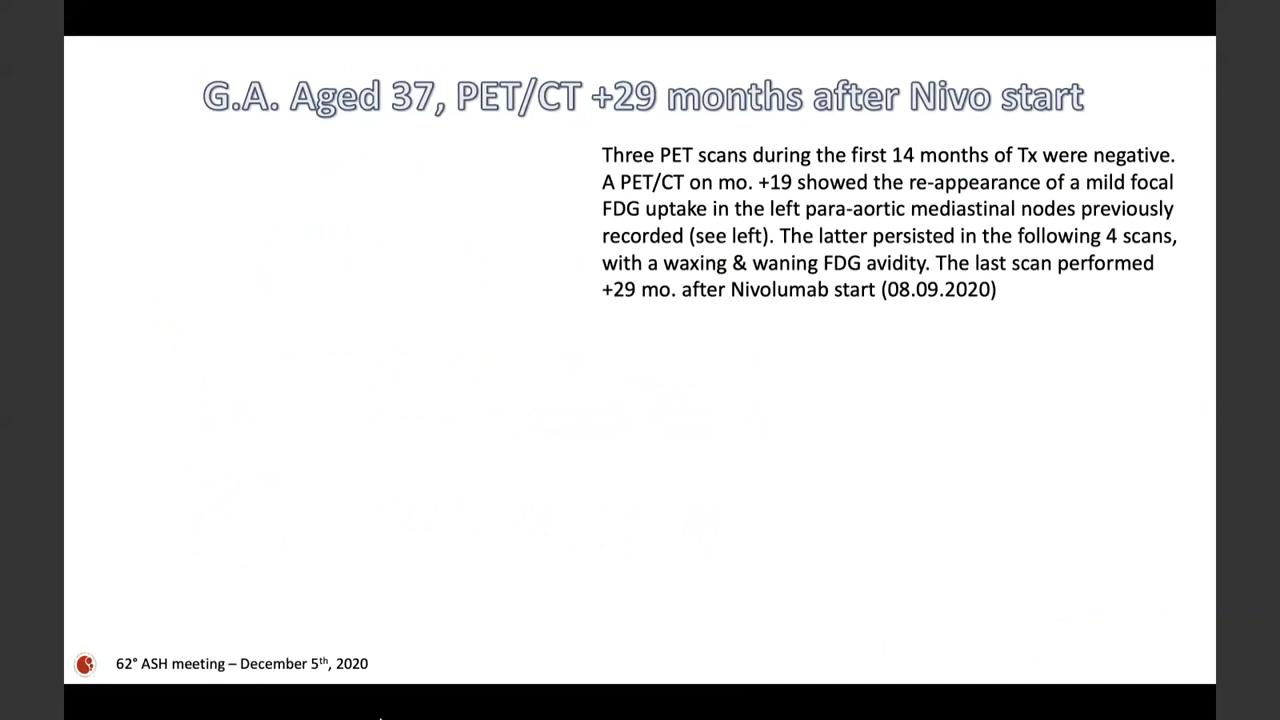 G.A. Aged 37, PET/CT +29 months after Nivo start
Three PET scans during the first 14 months of Tx were negative.
A PET/CT on mo. +19 showed the re-appearance of a mild focal
FDG uptake in the left para-aortic mediastinal nodes previously
recorded (see left). The latter persisted in the following 4 scans,
with a waxing & waning FDG avidity. The last scan performed
+29 mo. after Nivolumab start (08.09.2020)
62° ASH meeting – December 5th, 2020